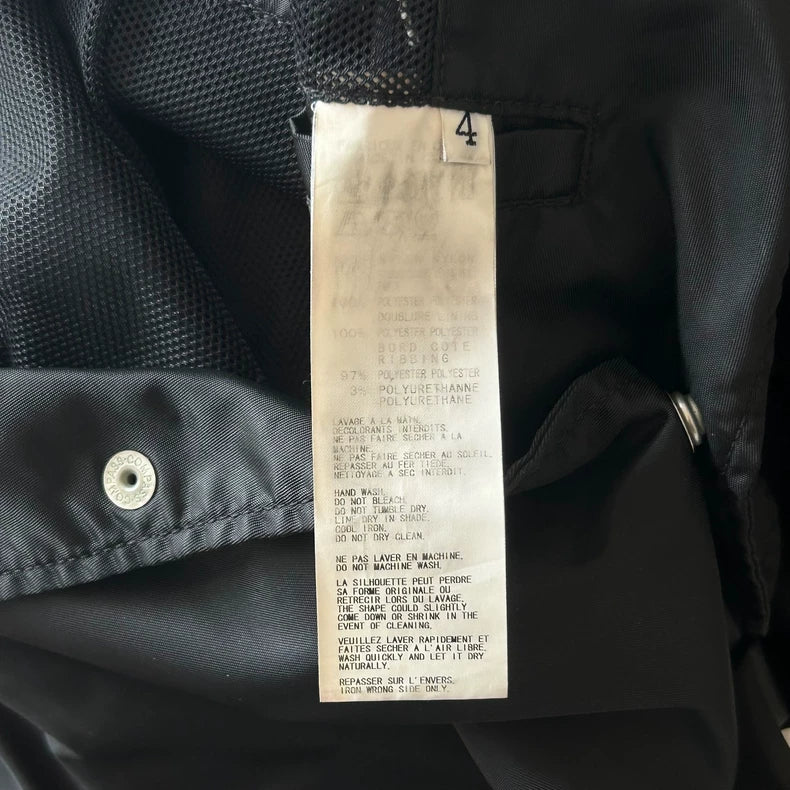 4
NYLON NYLON
POLYESTER POLYESTER
DOUBLURE LINING
100% POLYESTER POLYESTER
BORD COTE
RIBBING
97% POLYESTER POLYESTER
3% POLYURETHANNE
POLYURETHANE
LAVAGE A LA MAIN.
DECOLORANTS INTERDITS.
NE PAS FAIRE SECHER A LA
MACHINE.
NE PAS FAIRE SECHER AU SOLEIL.
REPASSER AU FER TIEDE.
NETTOYAGE A SEC INTERDIT.
HAND WASH.
DO NOT BLEACH.
DO NOT TUMBLE DRY.
LINE DRY IN SHADE.
COOL IRON.
DO NOT DRY CLEAN.
NE PAS LAVER EN MACHINE.
DO NOT MACHINE WASH.
LA SILHOUETTE PEUT PERDRE
SA FORME ORIGINALE OU
RETRECIR LORS DU LAVAGE.
THE SHAPE COULD SLIGHTLY
COME DOWN OR SHRINK IN THE
EVENT OF CLEANING.
VEUILLEZ LAVER RAPIDEMENT ET
FAITES SECHER A L'AIR LIBRE.
WASH QUICKLY AND LET IT DRY
NATURALLY.
REPASSER SUR L'ENVERS.
IRON WRONG SIDE ONLY.
COMPASS·COMPASS·